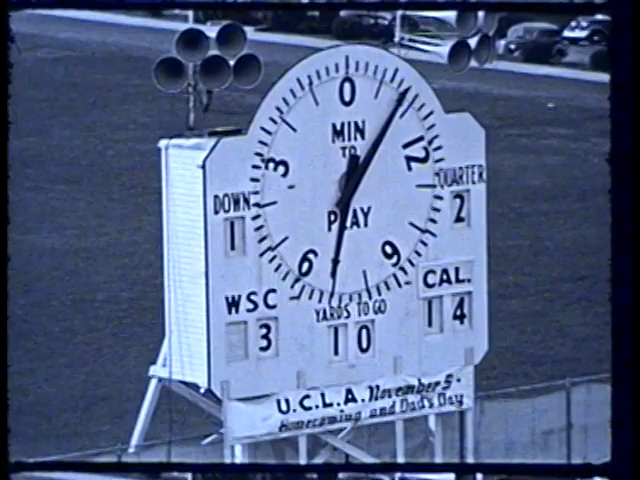 0
MIN
TO
3 12
PLAY
DOWN QUARTER
1 2
6 9
WSC CAL.
3 14
YARDS TO GO
10
U.C.L.A. November 5-
Homecoming and Dad's Day